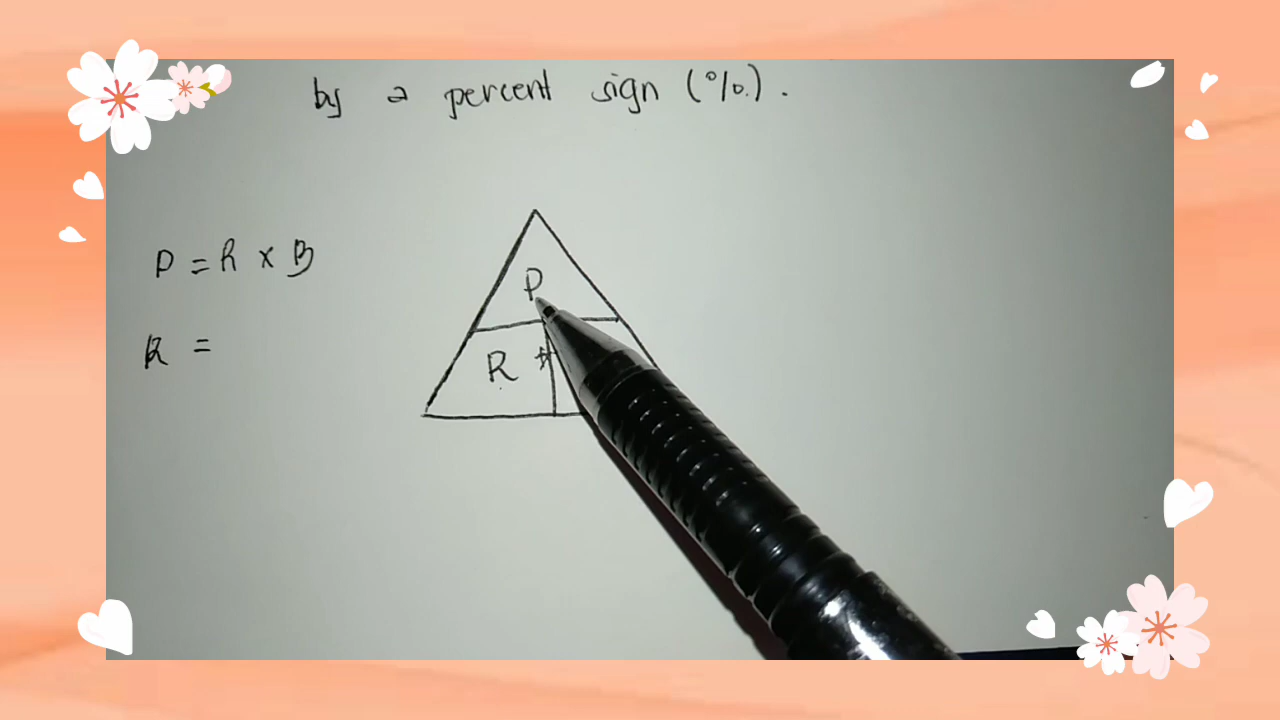 by a percent sign (%).
P = R x B
R =
P
R